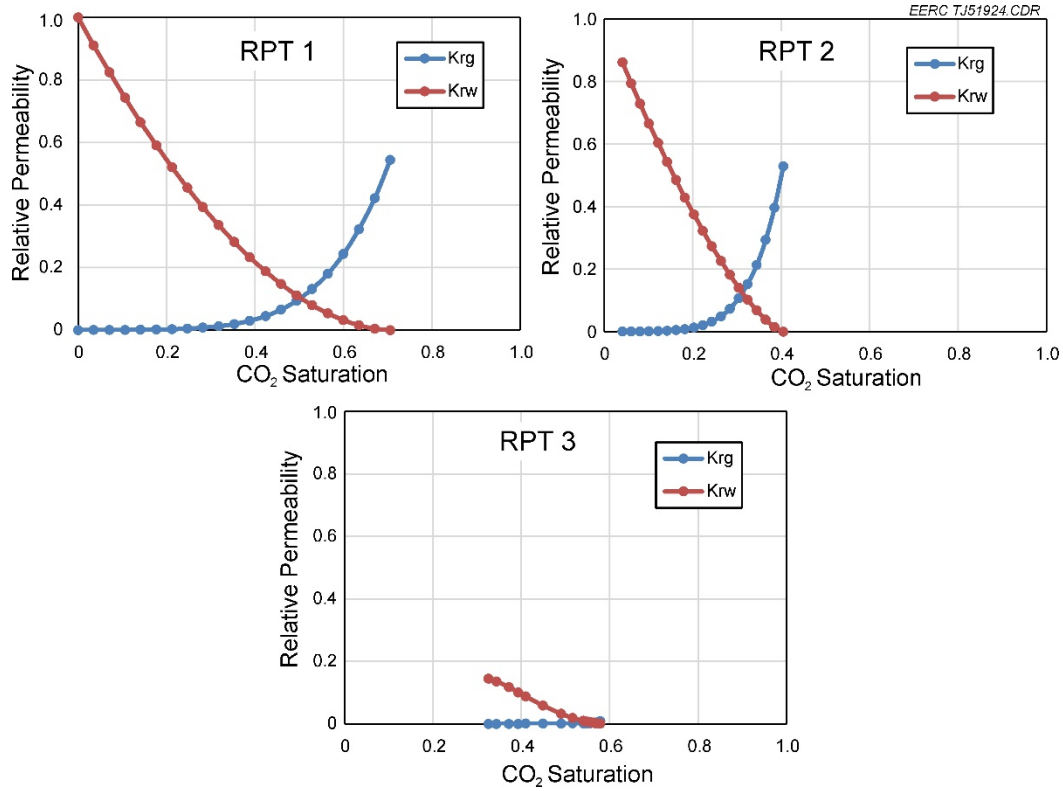 EERC TJ51924.CDR
RPT 1
Krg
Krw
Relative Permeability
1.0
0.8
0.6
0.4
0.2
0
0 0.2 0.4 0.6 0.8 1.0
CO₂ Saturation
RPT 2
Krg
Krw
Relative Permeability
1.0
0.8
0.6
0.4
0.2
0
0 0.2 0.4 0.6 0.8 1.0
CO₂ Saturation
RPT 3
Krg
Krw
Relative Permeability
1.0
0.8
0.6
0.4
0.2
0
0 0.2 0.4 0.6 0.8 1.0
CO₂ Saturation